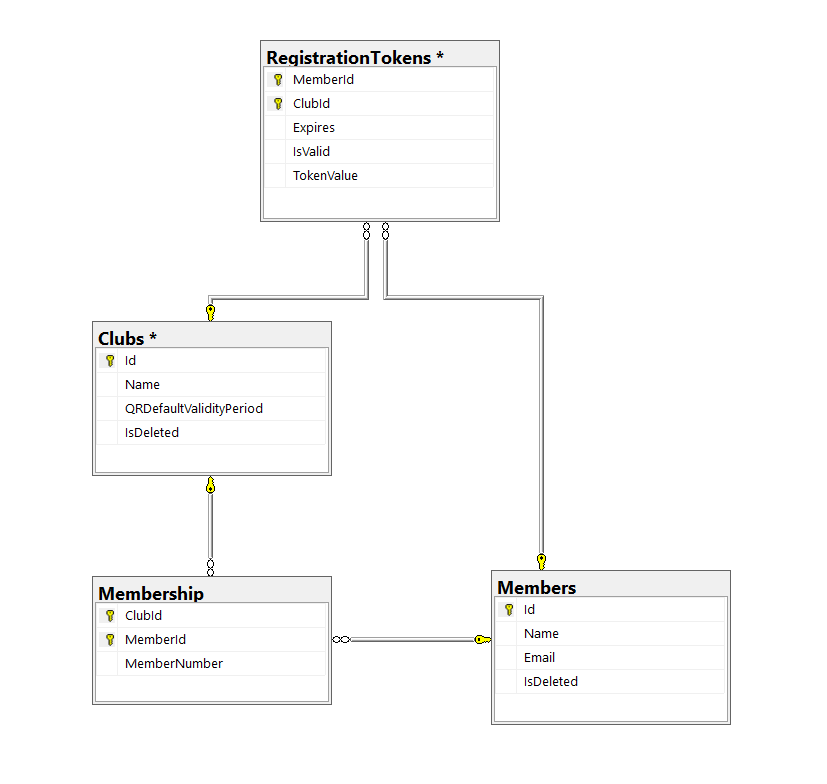 RegistrationTokens *
MemberId
ClubId
Expires
IsValid
TokenValue
Clubs *
Id
Name
QRDefaultValidityPeriod
IsDeleted
Membership
ClubId
MemberId
MemberNumber
Members
Id
Name
Email
IsDeleted